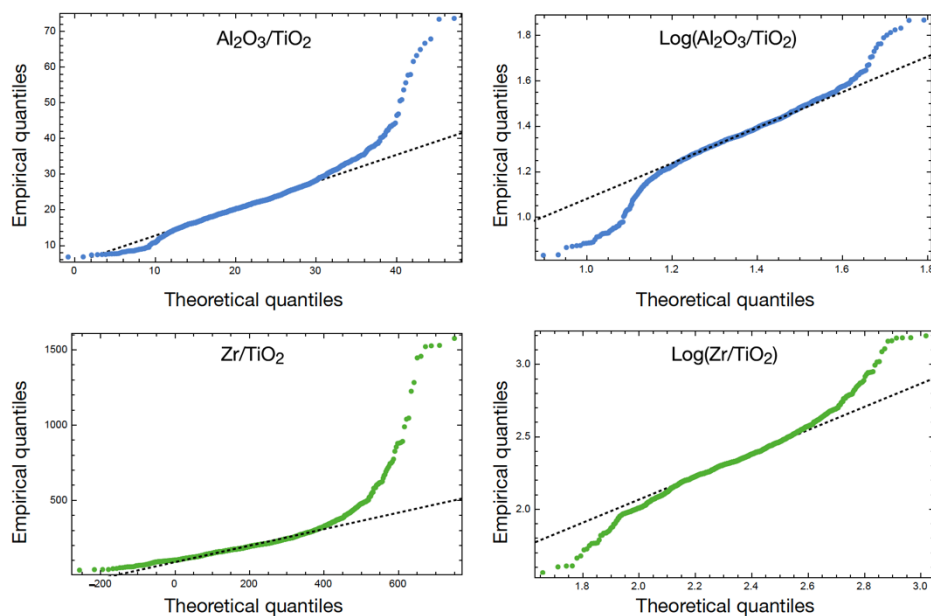 Al₂O₃/TiO₂
Empirical quantiles
70
60
50
40
30
20
10
0 10 20 30 40
Theoretical quantiles
Log(Al₂O₃/TiO₂)
Empirical quantiles
1.8
1.6
1.4
1.2
1.0
1.0 1.2 1.4 1.6 1.8
Theoretical quantiles
Zr/TiO₂
Empirical quantiles
1500
1000
500
−200 0 200 400 600
Theoretical quantiles
Log(Zr/TiO₂)
Empirical quantiles
3.0
2.5
2.0
1.8 2.0 2.2 2.4 2.6 2.8 3.0
Theoretical quantiles